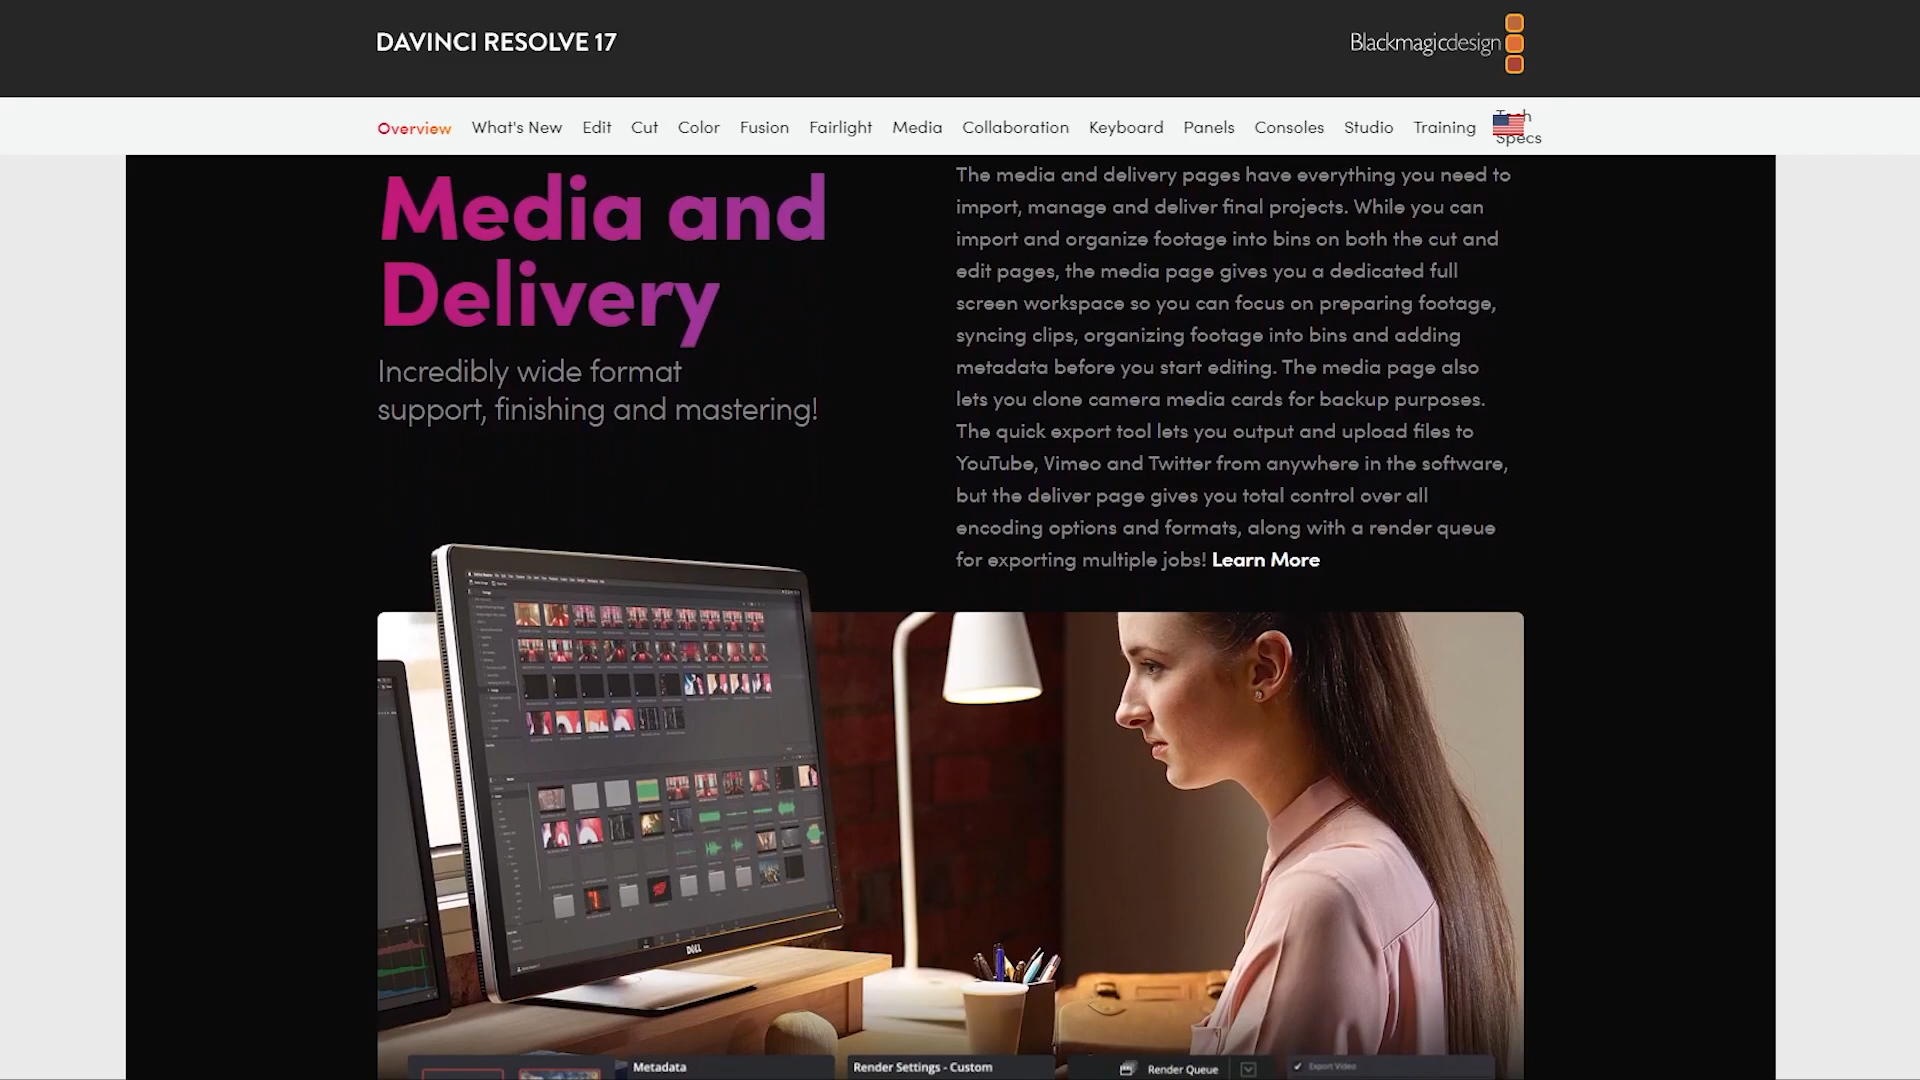 DAVINCI RESOLVE 17
Blackmagicdesign
Overview What's New Edit Cut Color Fusion Fairlight Media Collaboration Keyboard Panels Consoles Studio Training Tech Specs
Media and
Delivery
Incredibly wide format
support, finishing and mastering!
The media and delivery pages have everything you need to
import, manage and deliver final projects. While you can
import and organize footage into bins on both the cut and
edit pages, the media page gives you a dedicated full
screen workspace so you can focus on preparing footage,
syncing clips, organizing footage into bins and adding
metadata before you start editing. The media page also
lets you clone camera media cards for backup purposes.
The quick export tool lets you output and upload files to
YouTube, Vimeo and Twitter from anywhere in the software,
but the deliver page gives you total control over all
encoding options and formats, along with a render queue
for exporting multiple jobs! Learn More
DELL
Metadata
Render Settings - Custom
Render Queue
Export Video